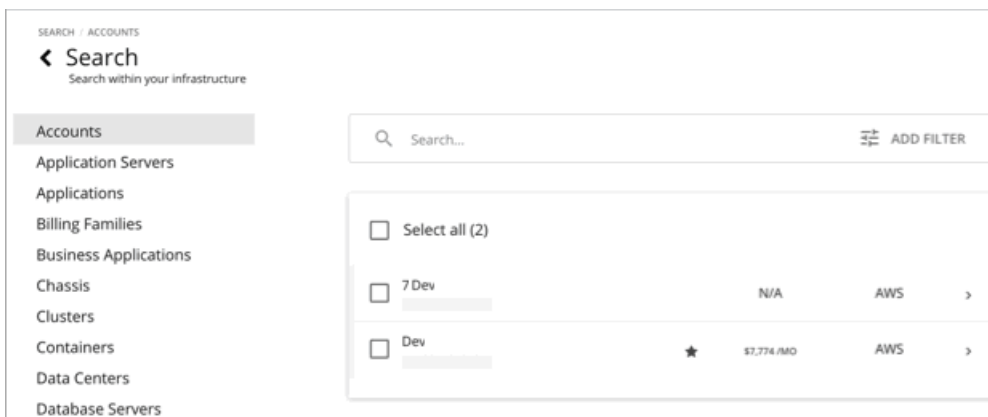 SEARCH / ACCOUNTS
Search
Search within your infrastructure
Accounts
Application Servers
Applications
Billing Families
Business Applications
Chassis
Clusters
Containers
Data Centers
Database Servers
Search...
ADD FILTER
Select all (2)
7 Dev N/A AWS
Dev $7,774 /MO AWS